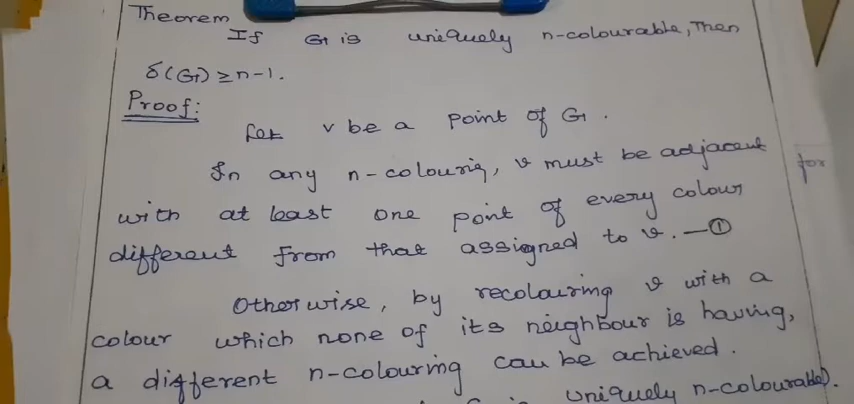 Theorem
If G is uniquely n-colourable, Then
δ(G) ≥ n-1.
Proof:
Let v be a point of G.
In any n-colouring, v must be adjacent
with at least one point of every colour
different from that assigned to v. —①
Otherwise, by recolouring v with a
colour which none of its neighbour is having,
a different n-colouring can be achieved.
G is uniquely n-colourable).
for